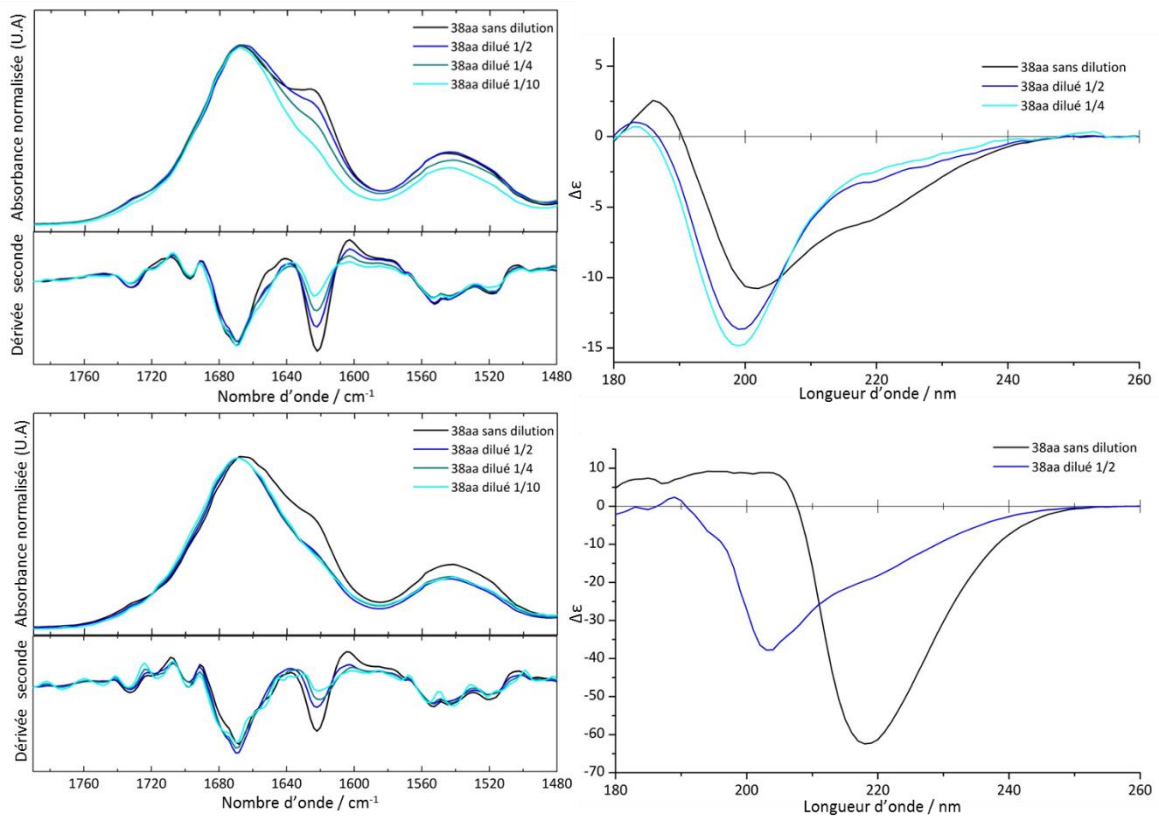 38aa sans dilution
38aa dilué 1/2
38aa dilué 1/4
38aa dilué 1/10
Absorbance normalisée (U.A)
Dérivée seconde
1760 1720 1680 1640 1600 1560 1520 1480
Nombre d'onde / cm-1
38aa sans dilution
38aa dilué 1/2
38aa dilué 1/4
Δε
5
0
-5
-10
-15
180 200 220 240 260
Longueur d'onde / nm
38aa sans dilution
38aa dilué 1/2
38aa dilué 1/4
38aa dilué 1/10
Absorbance normalisée (U.A)
Dérivée seconde
1760 1720 1680 1640 1600 1560 1520 1480
Nombre d'onde / cm-1
38aa sans dilution
38aa dilué 1/2
Δε
20
10
0
-10
-20
-30
-40
-50
-60
-70
180 200 220 240 260
Longueur d'onde / nm